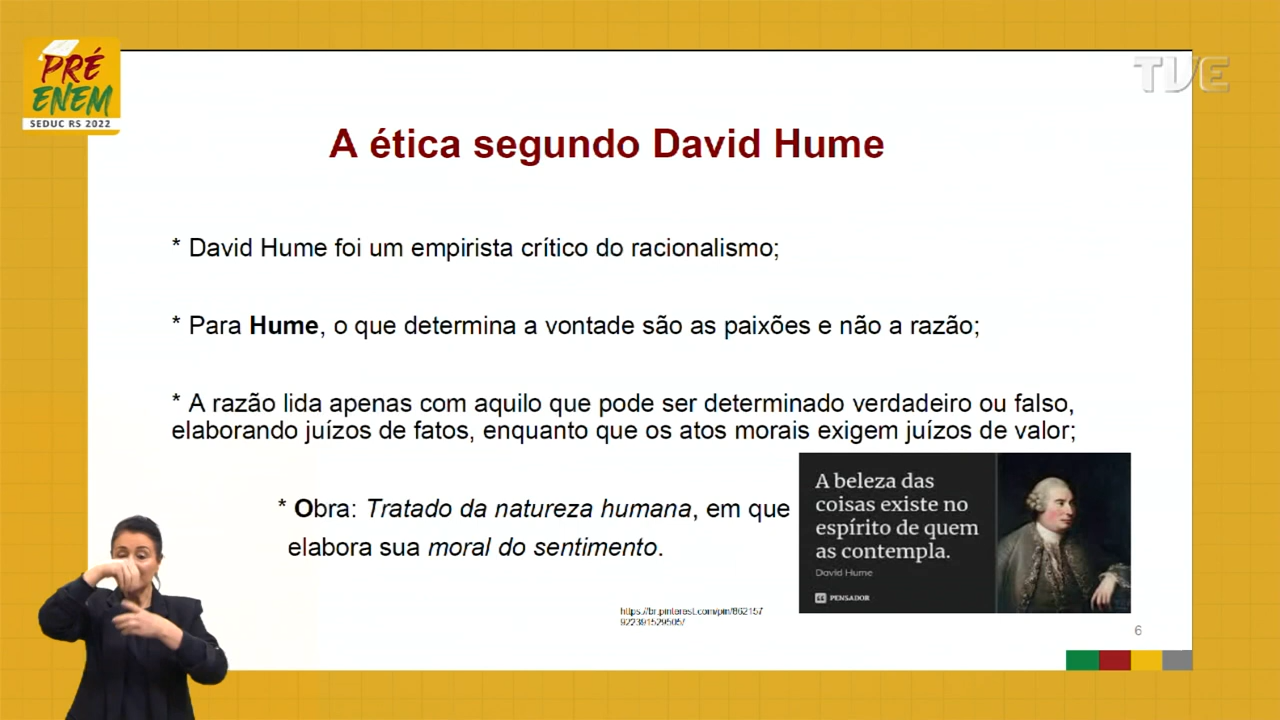 PRÉ
ENEM
SEDUC RS 2022
TVE
A ética segundo David Hume
* David Hume foi um empirista crítico do racionalismo;
* Para Hume, o que determina a vontade são as paixões e não a razão;
* A razão lida apenas com aquilo que pode ser determinado verdadeiro ou falso,
elaborando juízos de fatos, enquanto que os atos morais exigem juízos de valor;
* Obra: Tratado da natureza humana, em que
elabora sua moral do sentimento.
A beleza das
coisas existe no
espírito de quem
as contempla.
David Hume
PENSADOR
https://br.pinterest.com/pin/862157
922391529505/
6